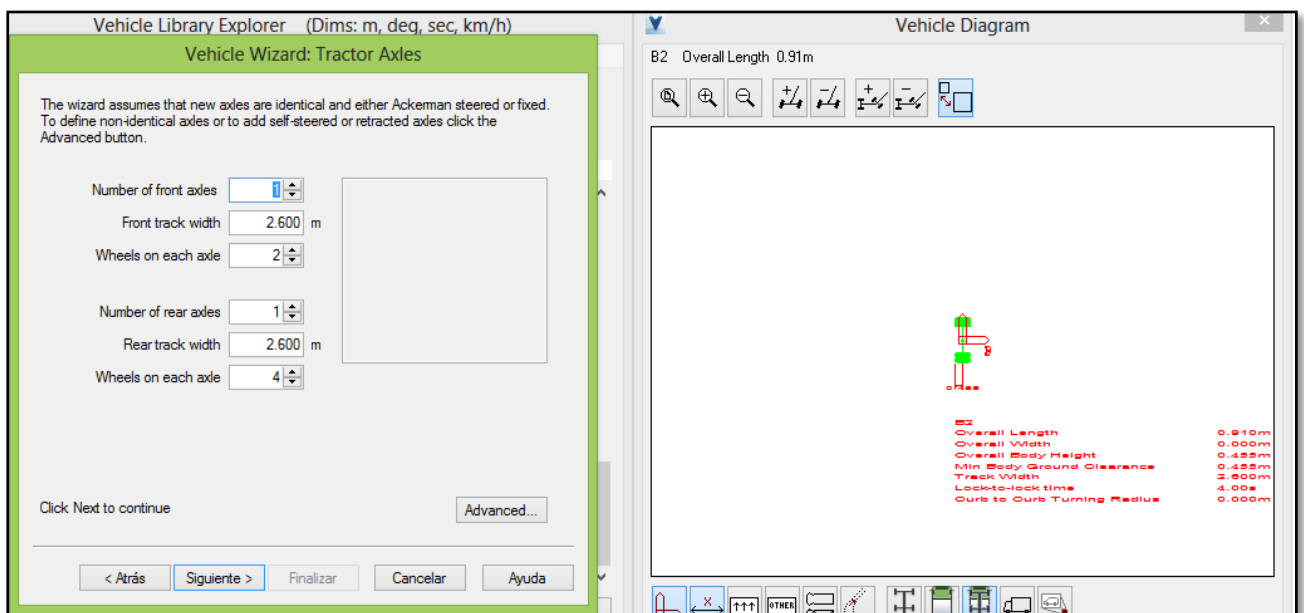 Vehicle Library Explorer (Dims: m, deg, sec, km/h)
Vehicle Wizard: Tractor Axles
The wizard assumes that new axles are identical and either Ackerman steered or fixed.
To define non-identical axles or to add self-steered or retracted axles click the
Advanced button.
Number of front axles 1
Front track width 2.600 m
Wheels on each axle 2
Number of rear axles 1
Rear track width 2.600 m
Wheels on each axle 4
Click Next to continue
Advanced...
< Atrás Siguiente > Finalizar Cancelar Ayuda
Vehicle Diagram
B2 Overall Length 0.91m
B2
Overall Length 0.910m
Overall Width 0.000m
Overall Body Height 0.455m
Min Body Ground Clearance 0.455m
Track Width 2.600m
Lock-to-lock time 4.00s
Curb to Curb Turning Radius 0.000m
X
OTHER